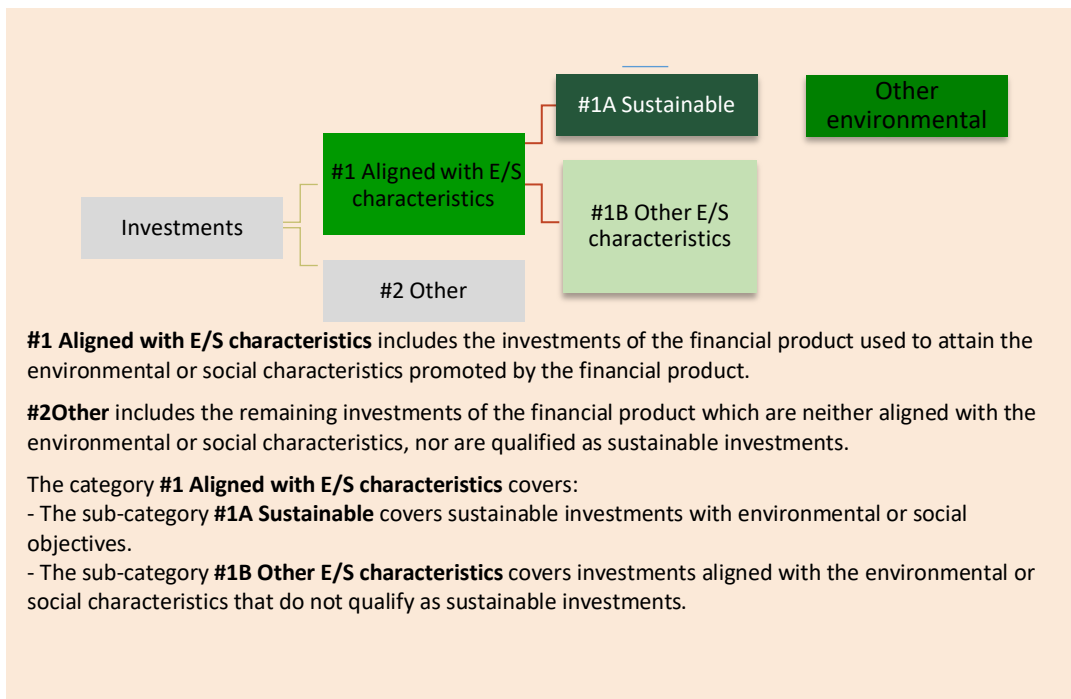 #1A Sustainable
Other
environmental
#1 Aligned with E/S
characteristics
#1B Other E/S
characteristics
Investments
#2 Other
#1 Aligned with E/S characteristics includes the investments of the financial product used to attain the
environmental or social characteristics promoted by the financial product.
#2Other includes the remaining investments of the financial product which are neither aligned with the
environmental or social characteristics, nor are qualified as sustainable investments.
The category #1 Aligned with E/S characteristics covers:
- The sub-category #1A Sustainable covers sustainable investments with environmental or social
objectives.
- The sub-category #1B Other E/S characteristics covers investments aligned with the environmental or
social characteristics that do not qualify as sustainable investments.